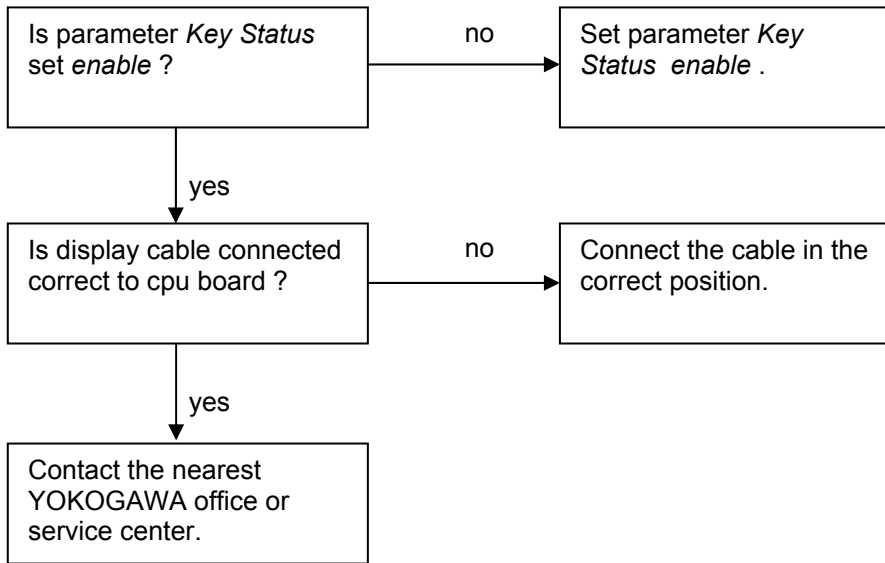 Is parameter Key Status
set enable ?
no
Set parameter Key
Status enable .
yes
Is display cable connected
correct to cpu board ?
no
Connect the cable in the
correct position.
yes
Contact the nearest
YOKOGAWA office or
service center.